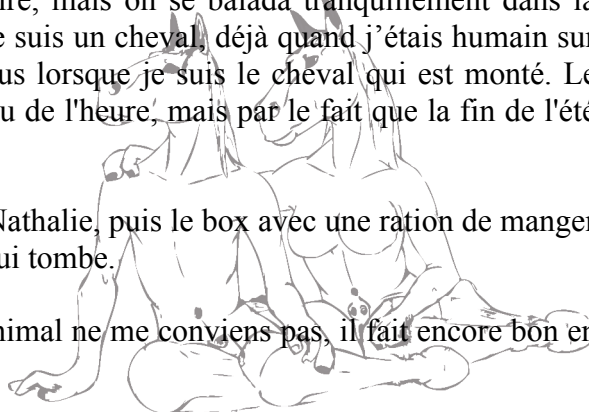 mais on se balada tranquillement dans la
e suis un cheval, déjà quand j'étais humain sur
us lorsque je suis le cheval qui est monté. Le
u de l'heure, mais par le fait que la fin de l'été
Nathalie, puis le box avec une ration de manger
ui tombe.
nimal ne me conviens pas, il fait encore bon en